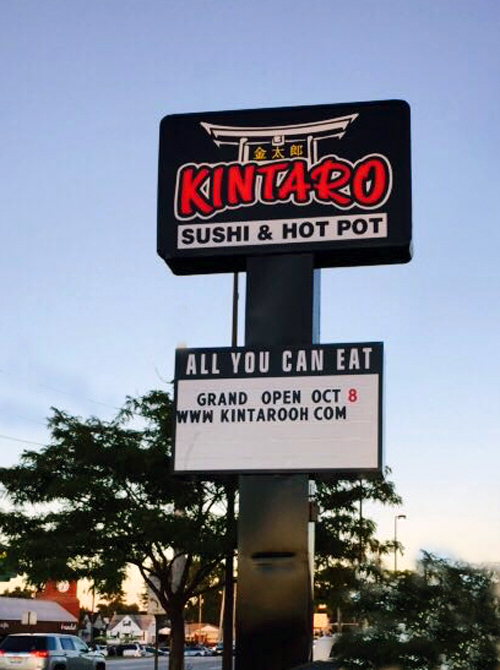 金太郎
KINTARO
SUSHI & HOT POT
ALL YOU CAN EAT
GRAND OPEN OCT 8
WWW KINTAROOH COM